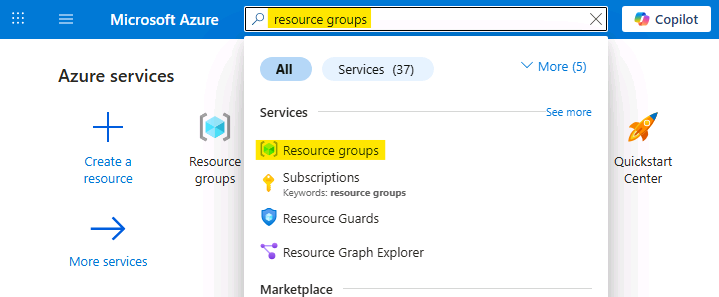 Microsoft Azure
resource groups
Copilot
Azure services
All
Services (37)
More (5)
Services
See more
Create a
resource
Resource
groups
Resource groups
Subscriptions
Keywords: resource groups
Resource Guards
Resource Graph Explorer
Quickstart
Center
More services
Marketplace